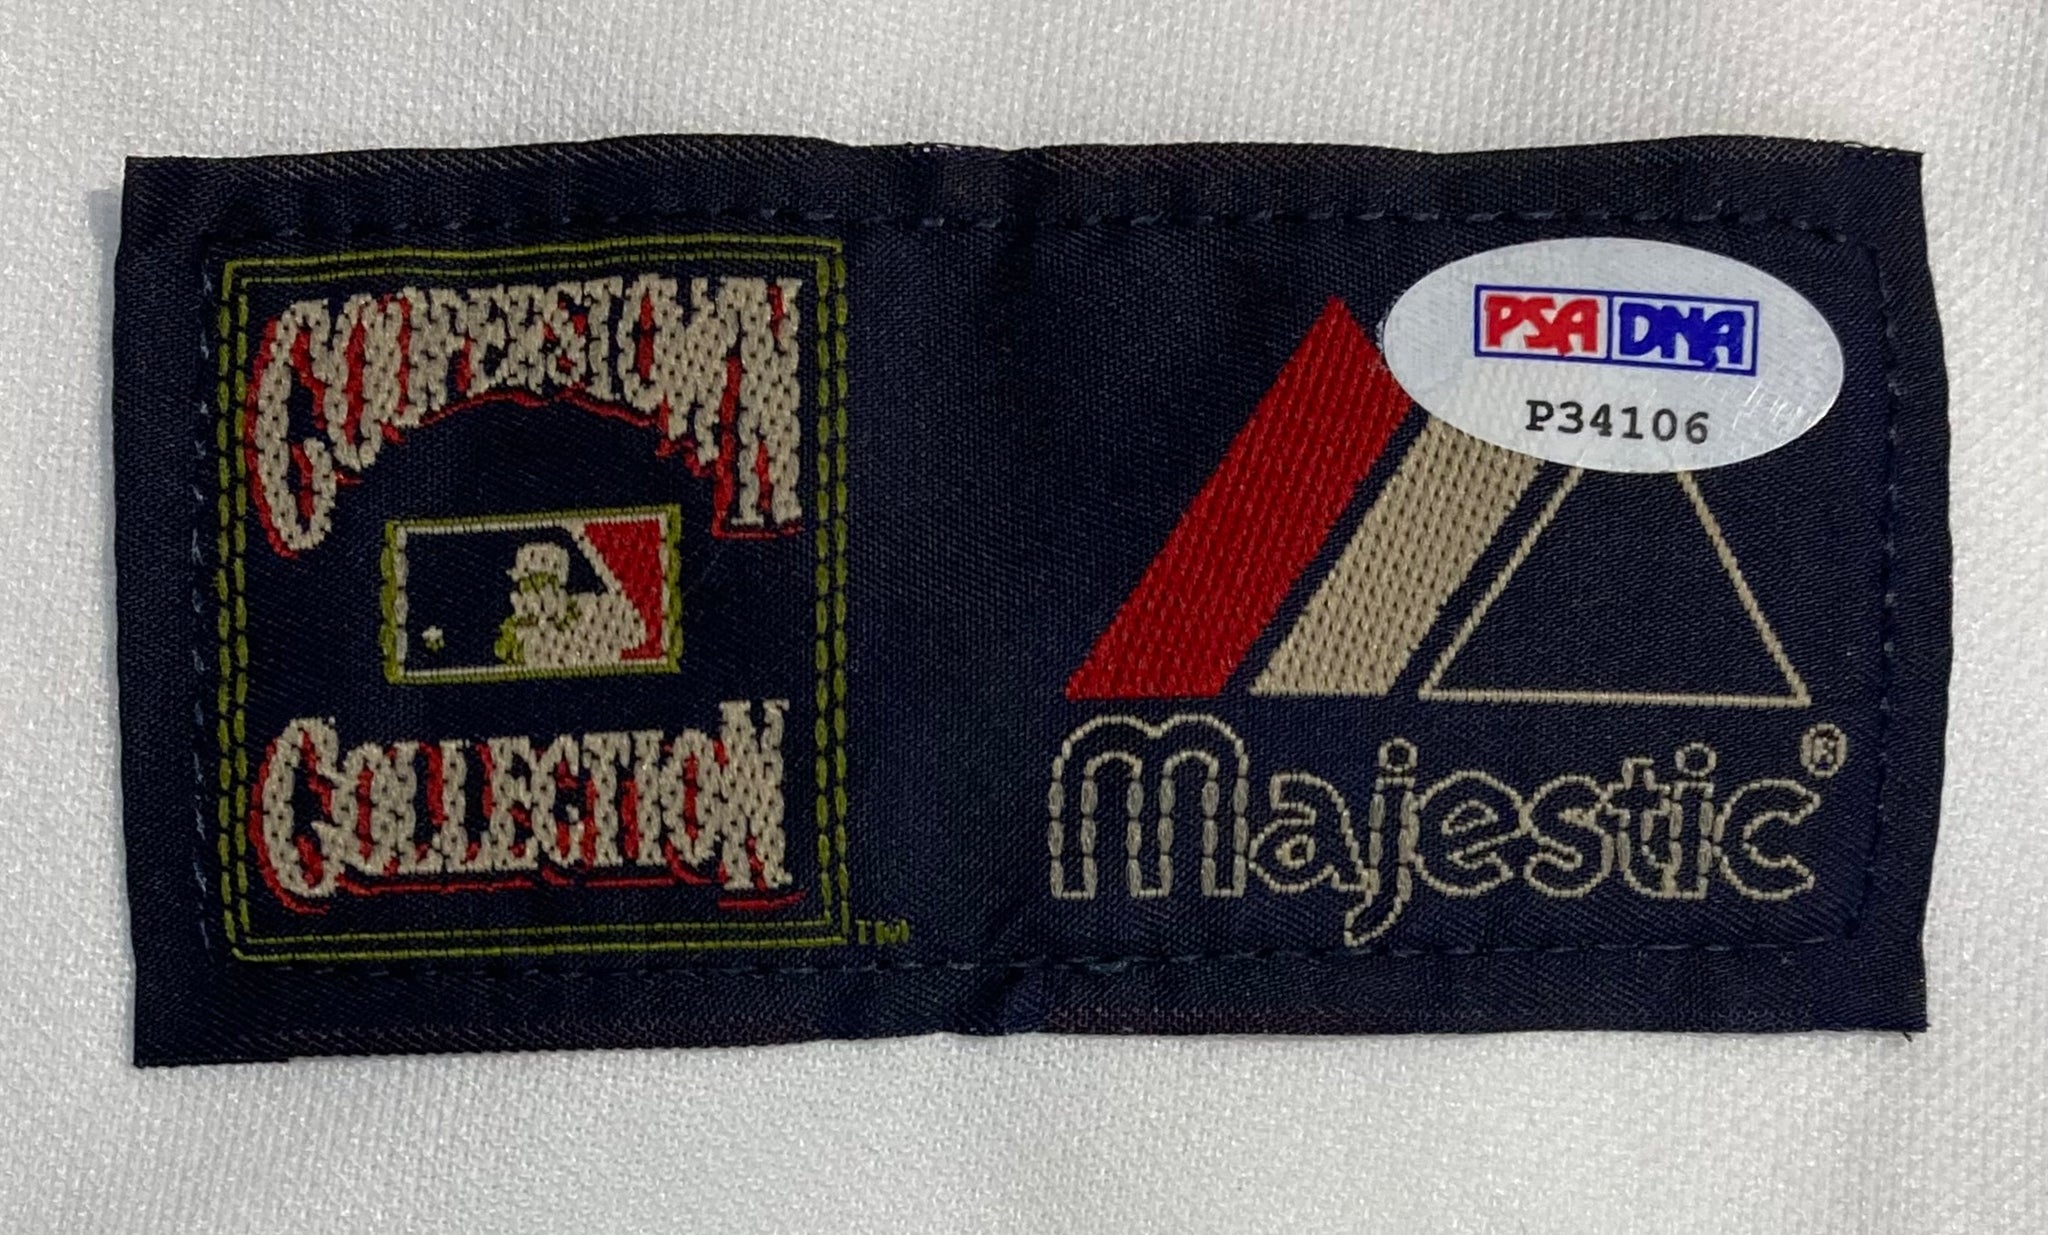 COOPERSTOWN
COLLECTION
TM
PSA DNA
P34106
Majestic®